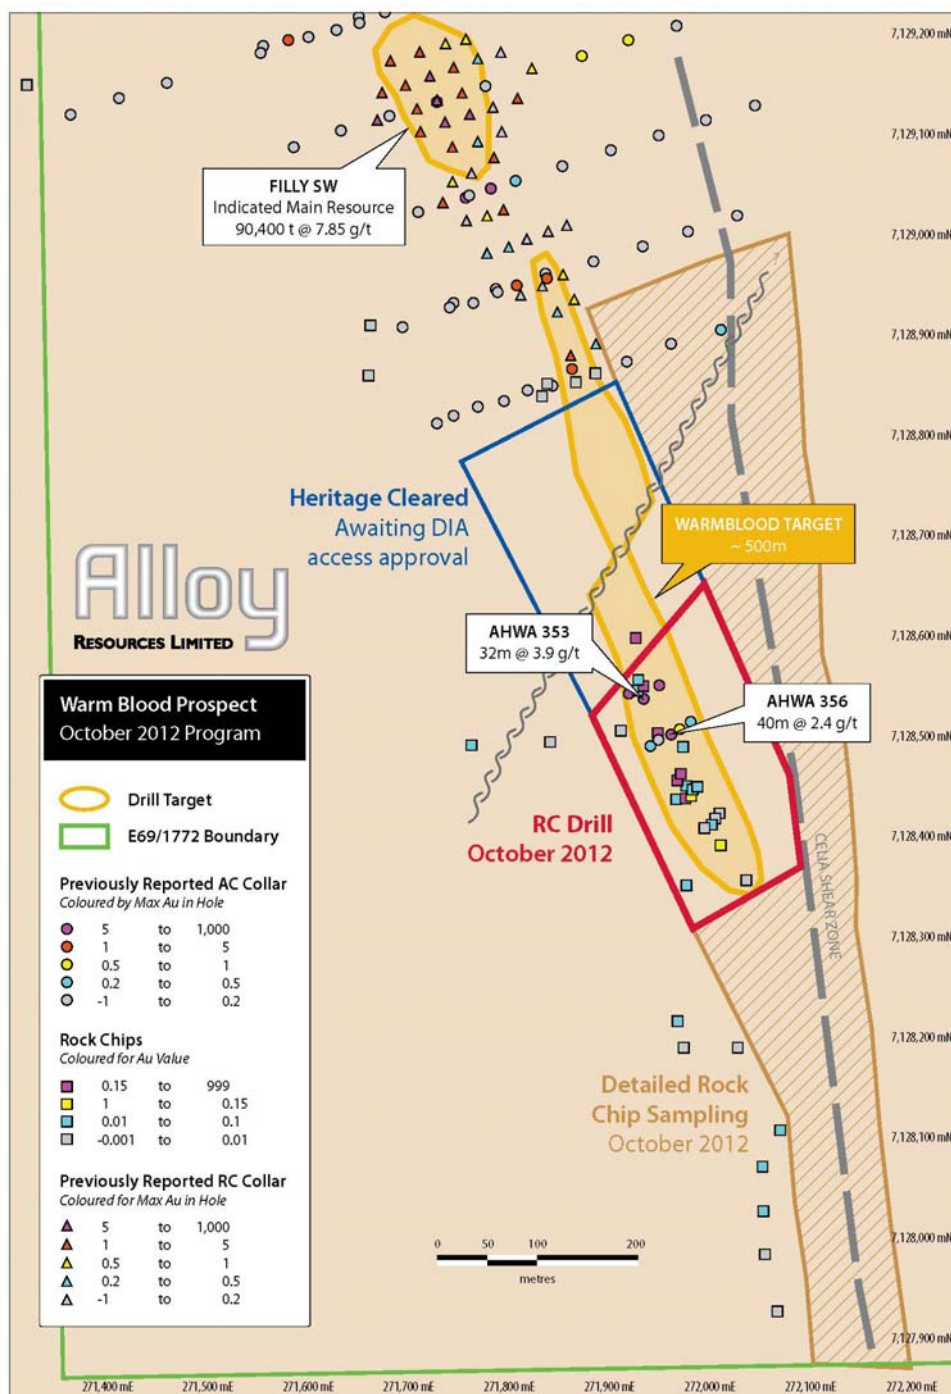 7,129,200 mN
7,129,100 mN
FILLY SW
Indicated Main Resource
90,400 t @ 7.85 g/t
7,129,000 mN
?
7,128,900 mN
7,128,800 mN
Heritage Cleared
Awaiting DIA
access approval
WARMBLOOD TARGET
~ 500m
7,128,700 mN
Alloy
RESOURCES LIMITED
AHWA 353
32m @ 3.9 g/t
7,128,600 mN
AHWA 356
40m @ 2.4 g/t
7,128,500 mN
Warm Blood Prospect
October 2012 Program
RC Drill
October 2012
7,128,400 mN
CELIA SHEAR ZONE
Drill Target
E69/1772 Boundary
7,128,300 mN
Previously Reported AC Collar
Coloured by Max Au in Hole
5 to 1,000
1 to 5
0.5 to 1
0.2 to 0.5
-1 to 0.2
7,128,200 mN
Rock Chips
Coloured for Au Value
0.15 to 999
1 to 0.15
0.01 to 0.1
-0.001 to 0.01
Detailed Rock
Chip Sampling
October 2012
7,128,100 mN
Previously Reported RC Collar
Coloured for Max Au in Hole
5 to 1,000
1 to 5
0.5 to 1
0.2 to 0.5
-1 to 0.2
7,128,000 mN
0 50 100 200
metres
7,127,900 mN
271,400 mE 271,500 mE 271,600 mE 271,700 mE 271,800 mE 271,900 mE 272,000 mE 272,100 mE 272,200 mE